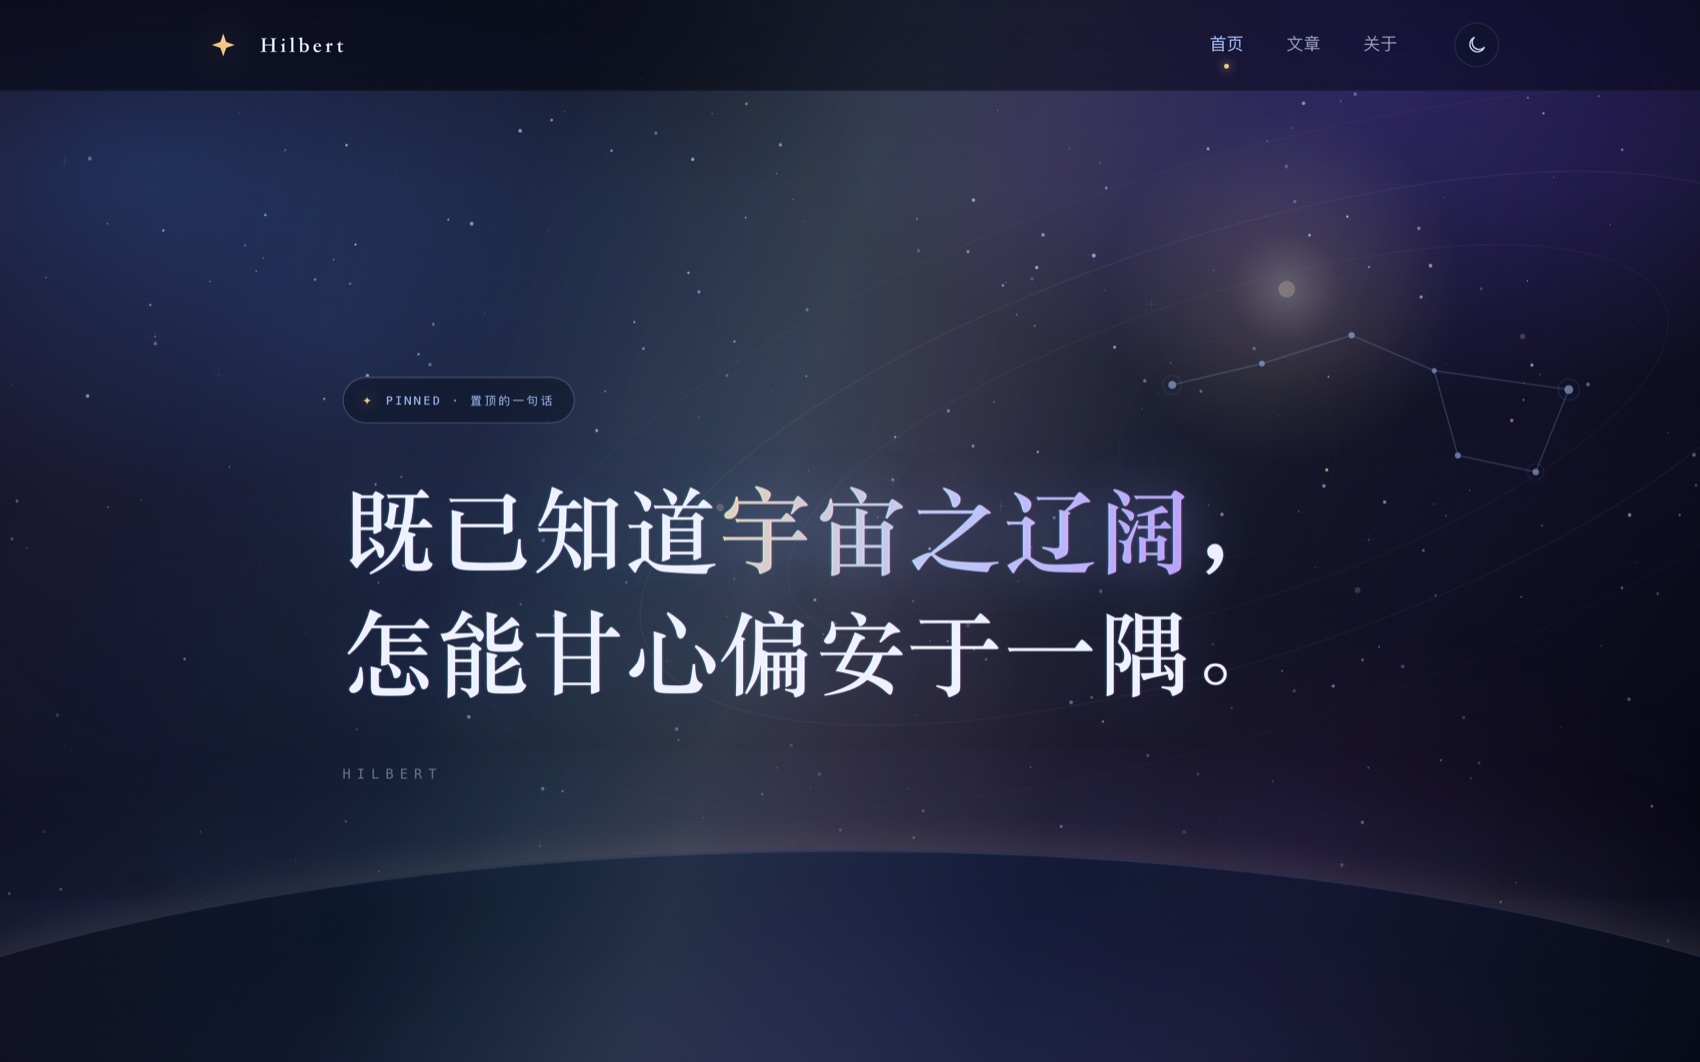 Hilbert
首页 文章 关于
PINNED · 置顶的一句话
既已知道宇宙之辽阔，
怎能甘心偏安于一隅。
HILBERT